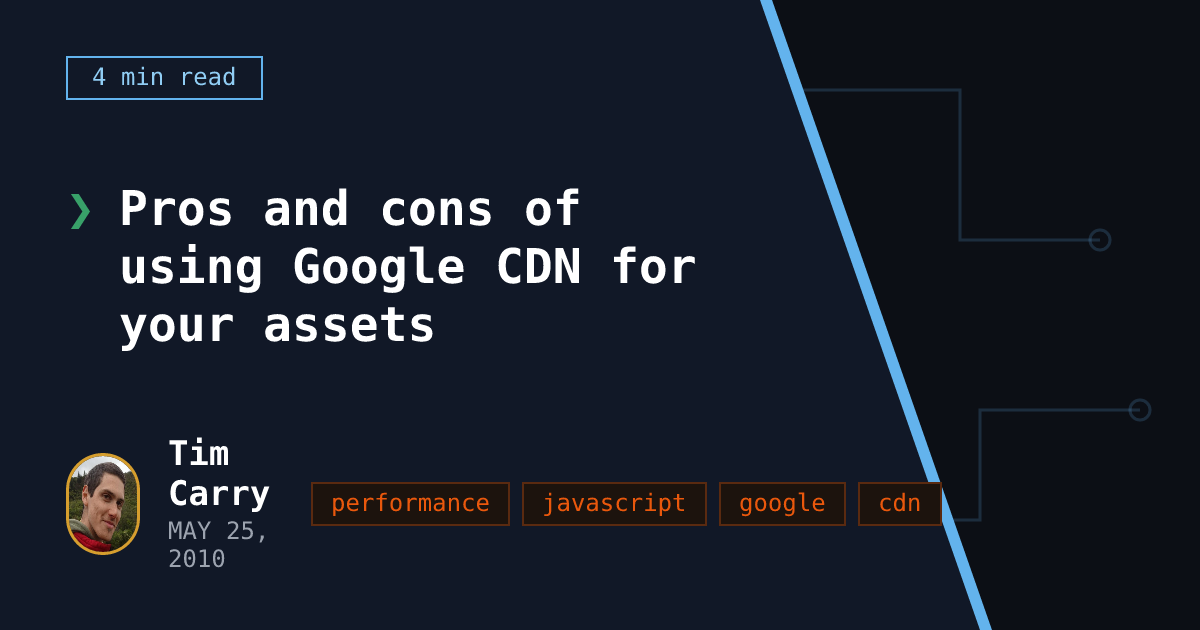 4 min read
❯ Pros and cons of
using Google CDN for
your assets
Tim
Carry
MAY 25,
2010
performance javascript google cdn